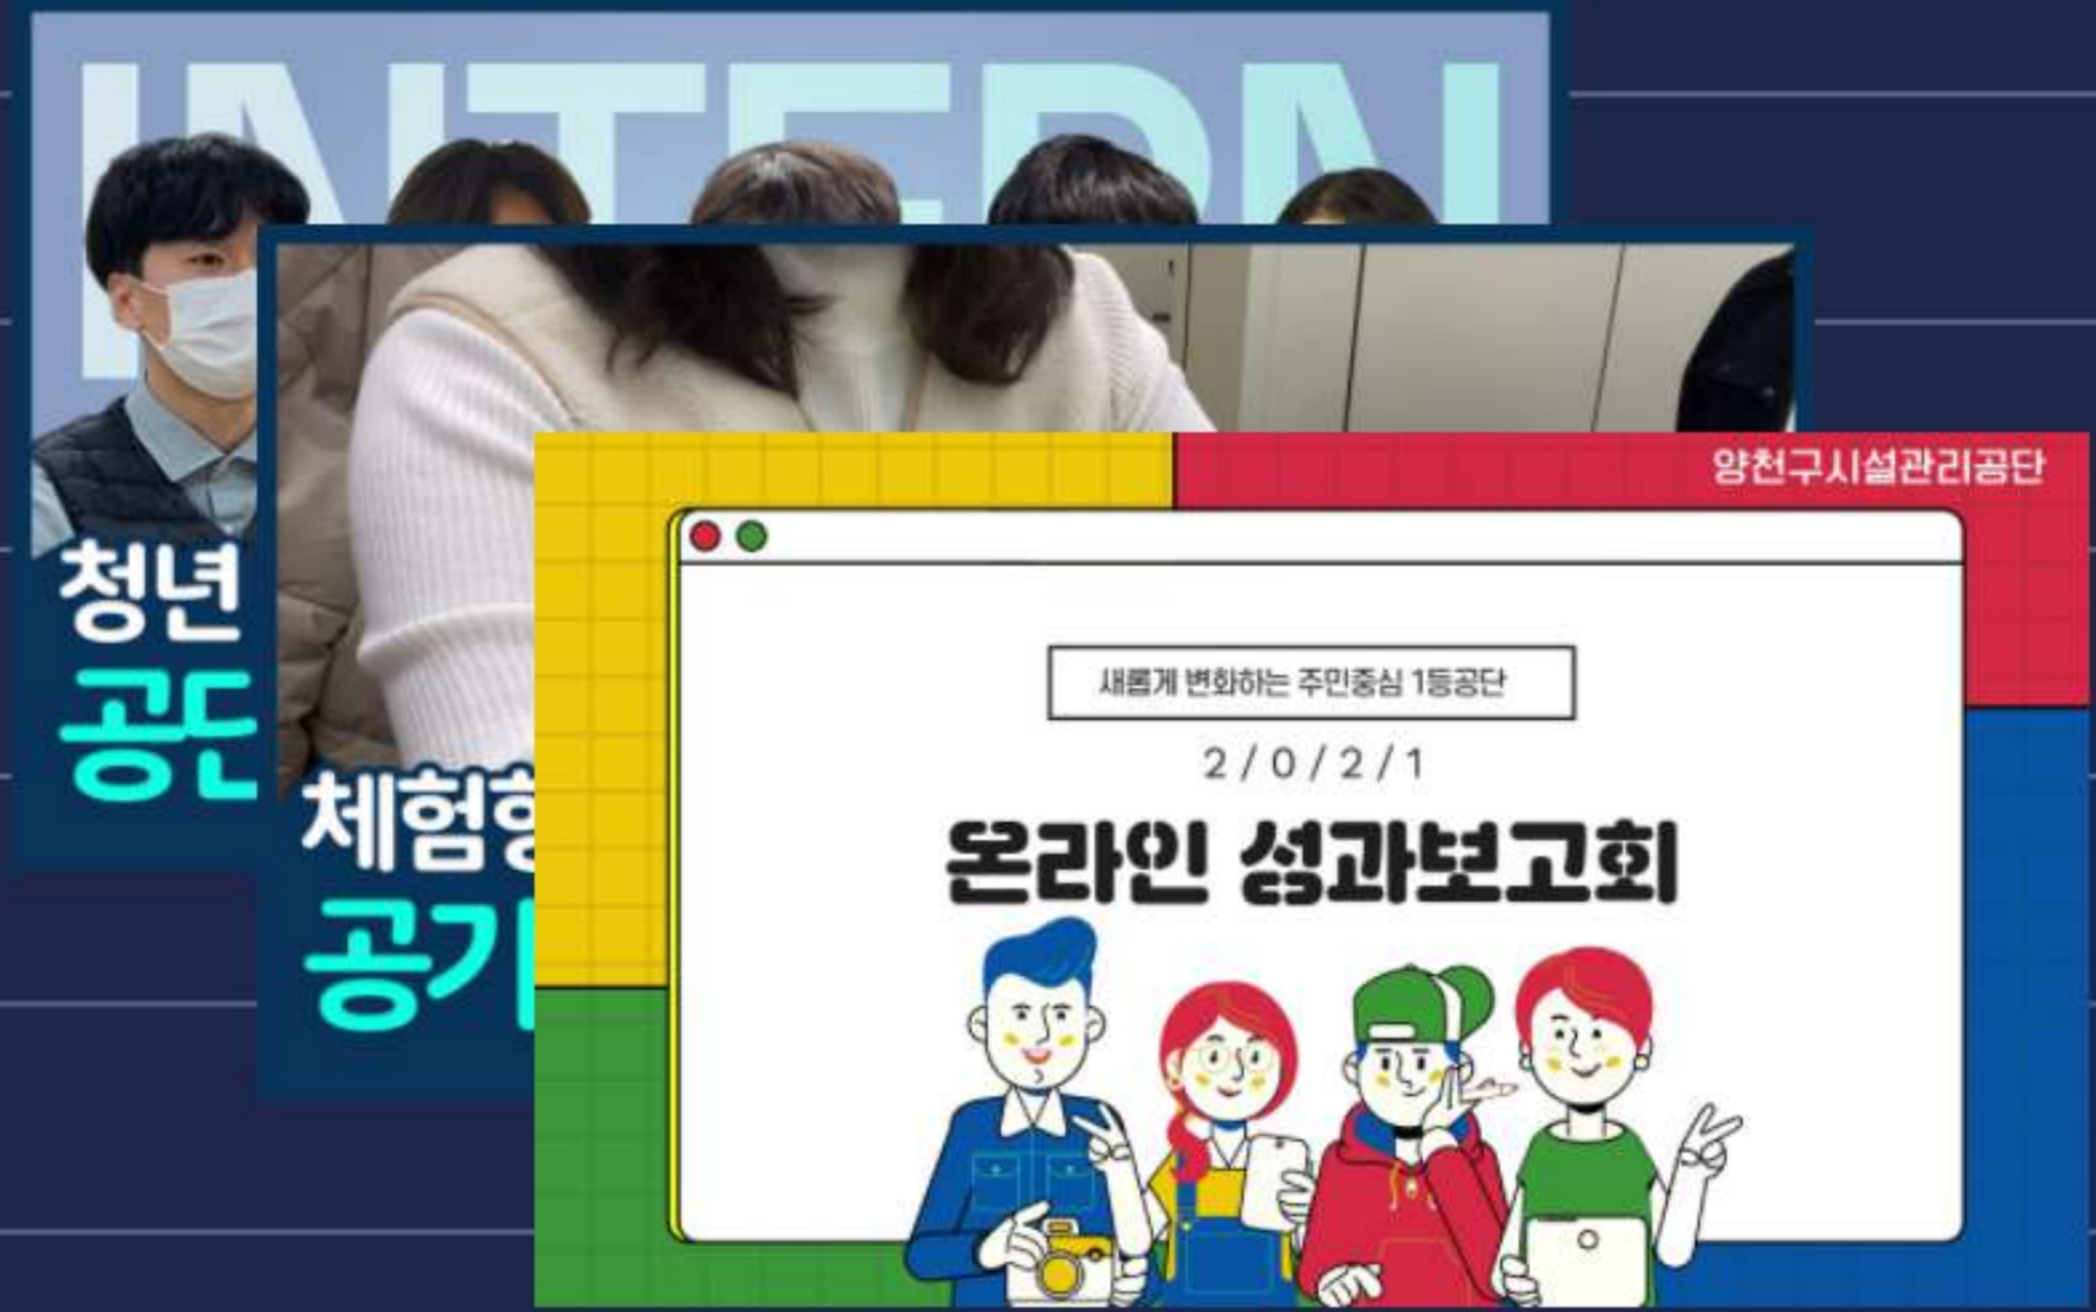 INTERN
청년
공단
체험형
공기
양천구시설관리공단
새롭게 변화하는 주민중심 1등공단
2/0/2/1
온라인 성과보고회